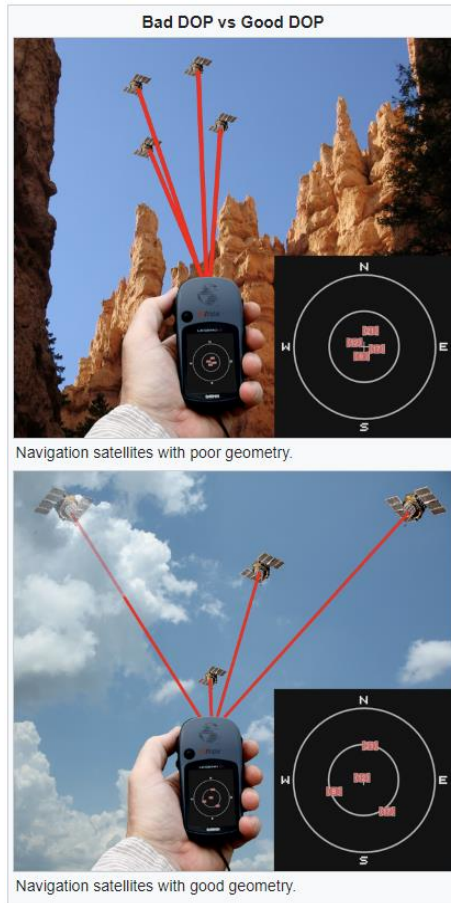 Bad DOP vs Good DOP
N
W
E
S
Navigation satellites with poor geometry.
N
W
E
S
Navigation satellites with good geometry.